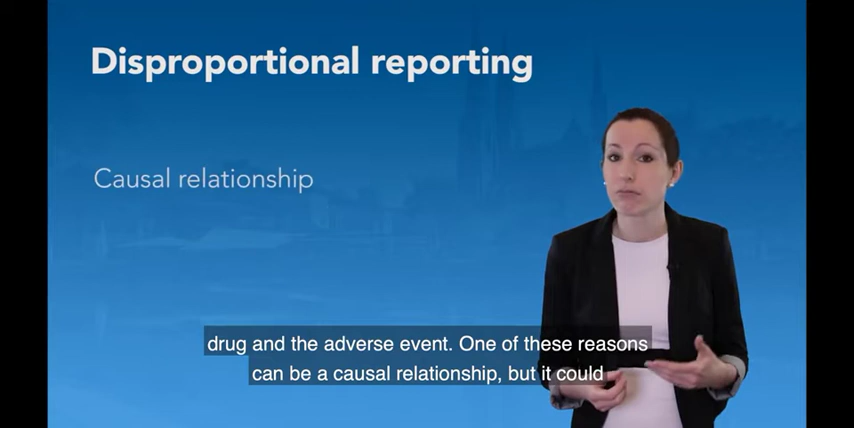 Disproportional reporting
Causal relationship
drug and the adverse event. One of these reasons
can be a causal relationship, but it could